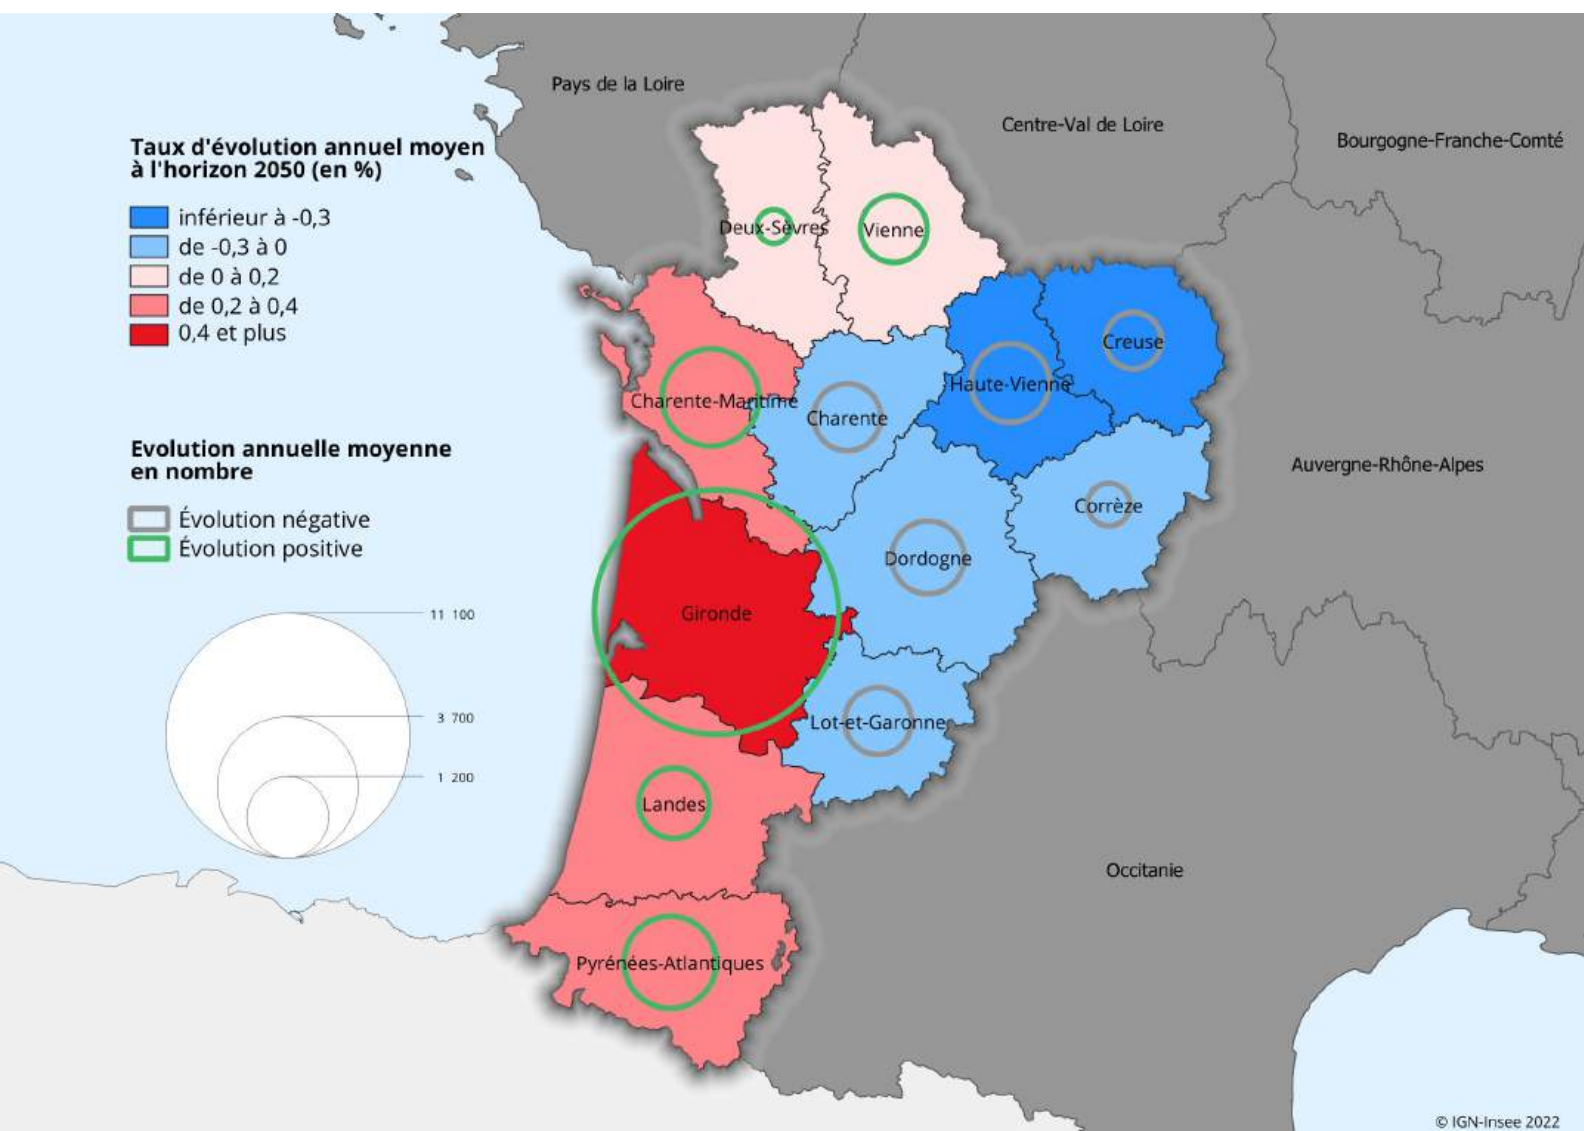 Pays de la Loire
Centre-Val de Loire
Bourgogne-Franche-Comté
Taux d'évolution annuel moyen
à l'horizon 2050 (en %)
inférieur à -0,3
de -0,3 à 0
de 0 à 0,2
de 0,2 à 0,4
0,4 et plus
Deux-Sèvres
Vienne
Creuse
Haute-Vienne
Charente-Maritime
Charente
Evolution annuelle moyenne
en nombre
Évolution négative
Évolution positive
Auvergne-Rhône-Alpes
Corrèze
Dordogne
Gironde
11 100
3 700
1 200
Lot-et-Garonne
Landes
Occitanie
Pyrénées-Atlantiques
© IGN-Insee 2022